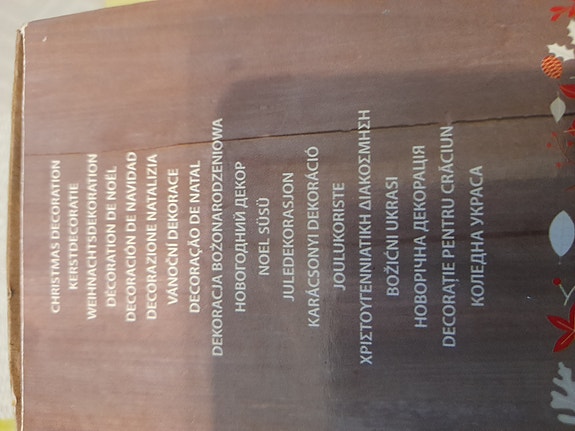 CHRISTMAS DECORATION
KERSTDECORATIE
WEIHNACHTSDEKORATION
DÉCORATION DE NOËL
DECORACIÓN DE NAVIDAD
DECORAZIONE NATALIZIA
VÁNOČNÍ DEKORACE
DECORAÇÃO DE NATAL
DEKORACJA BOŻONARODZENIOWA
НОВОГОДНИЙ ДЕКОР
NOEL SÜSÜ
JULEDEKORASJON
KARÁCSONYI DEKORÁCIÓ
JOULUKORISTE
ΧΡΙΣΤΟΥΓΕΝΝΙΑΤΙΚΗ ΔΙΑΚΟΣΜΗΣΗ
BOŽIĆNI UKRASI
НОВОРІЧНА ДЕКОРАЦІЯ
DECORAȚIE PENTRU CRĂCIUN
КОЛЕДНА УКРАСА